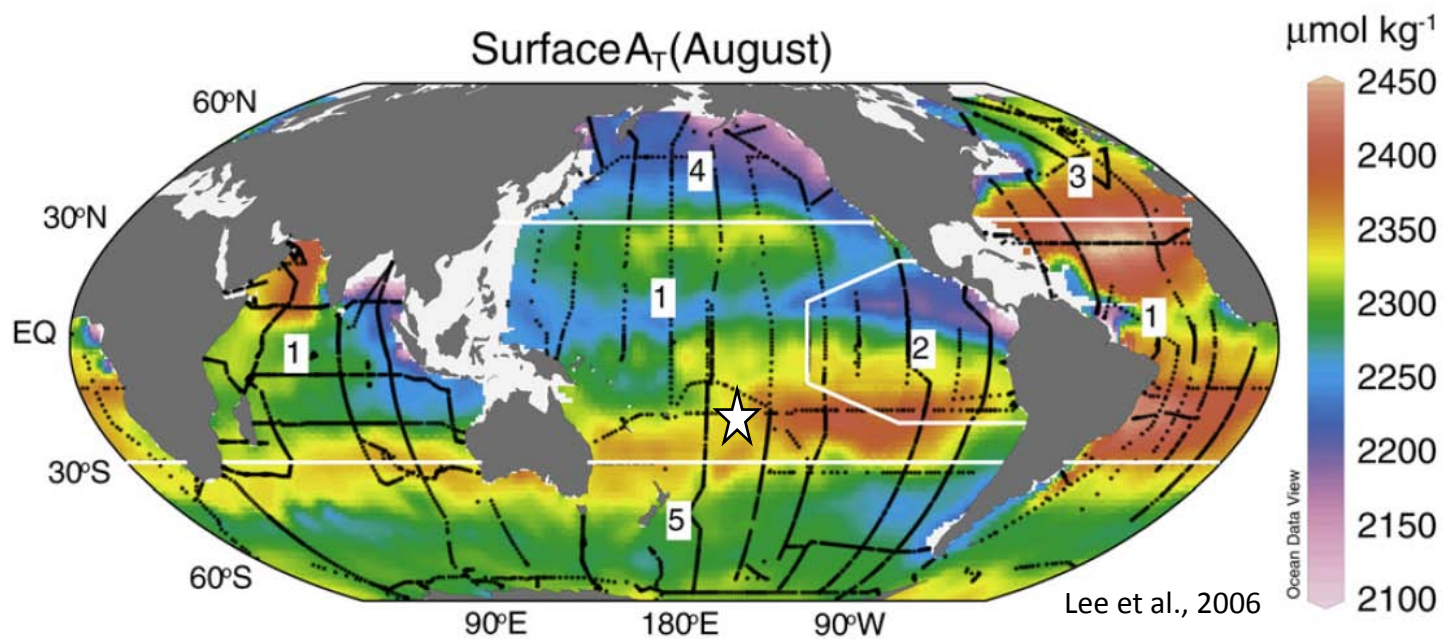 Surface A_T (August)
µmol kg⁻¹
60°N
30°N
EQ
30°S
60°S
90°E
180°E
90°W
1
1
1
2
3
4
5
2450
2400
2350
2300
2250
2200
2150
2100
Ocean Data View
Lee et al., 2006